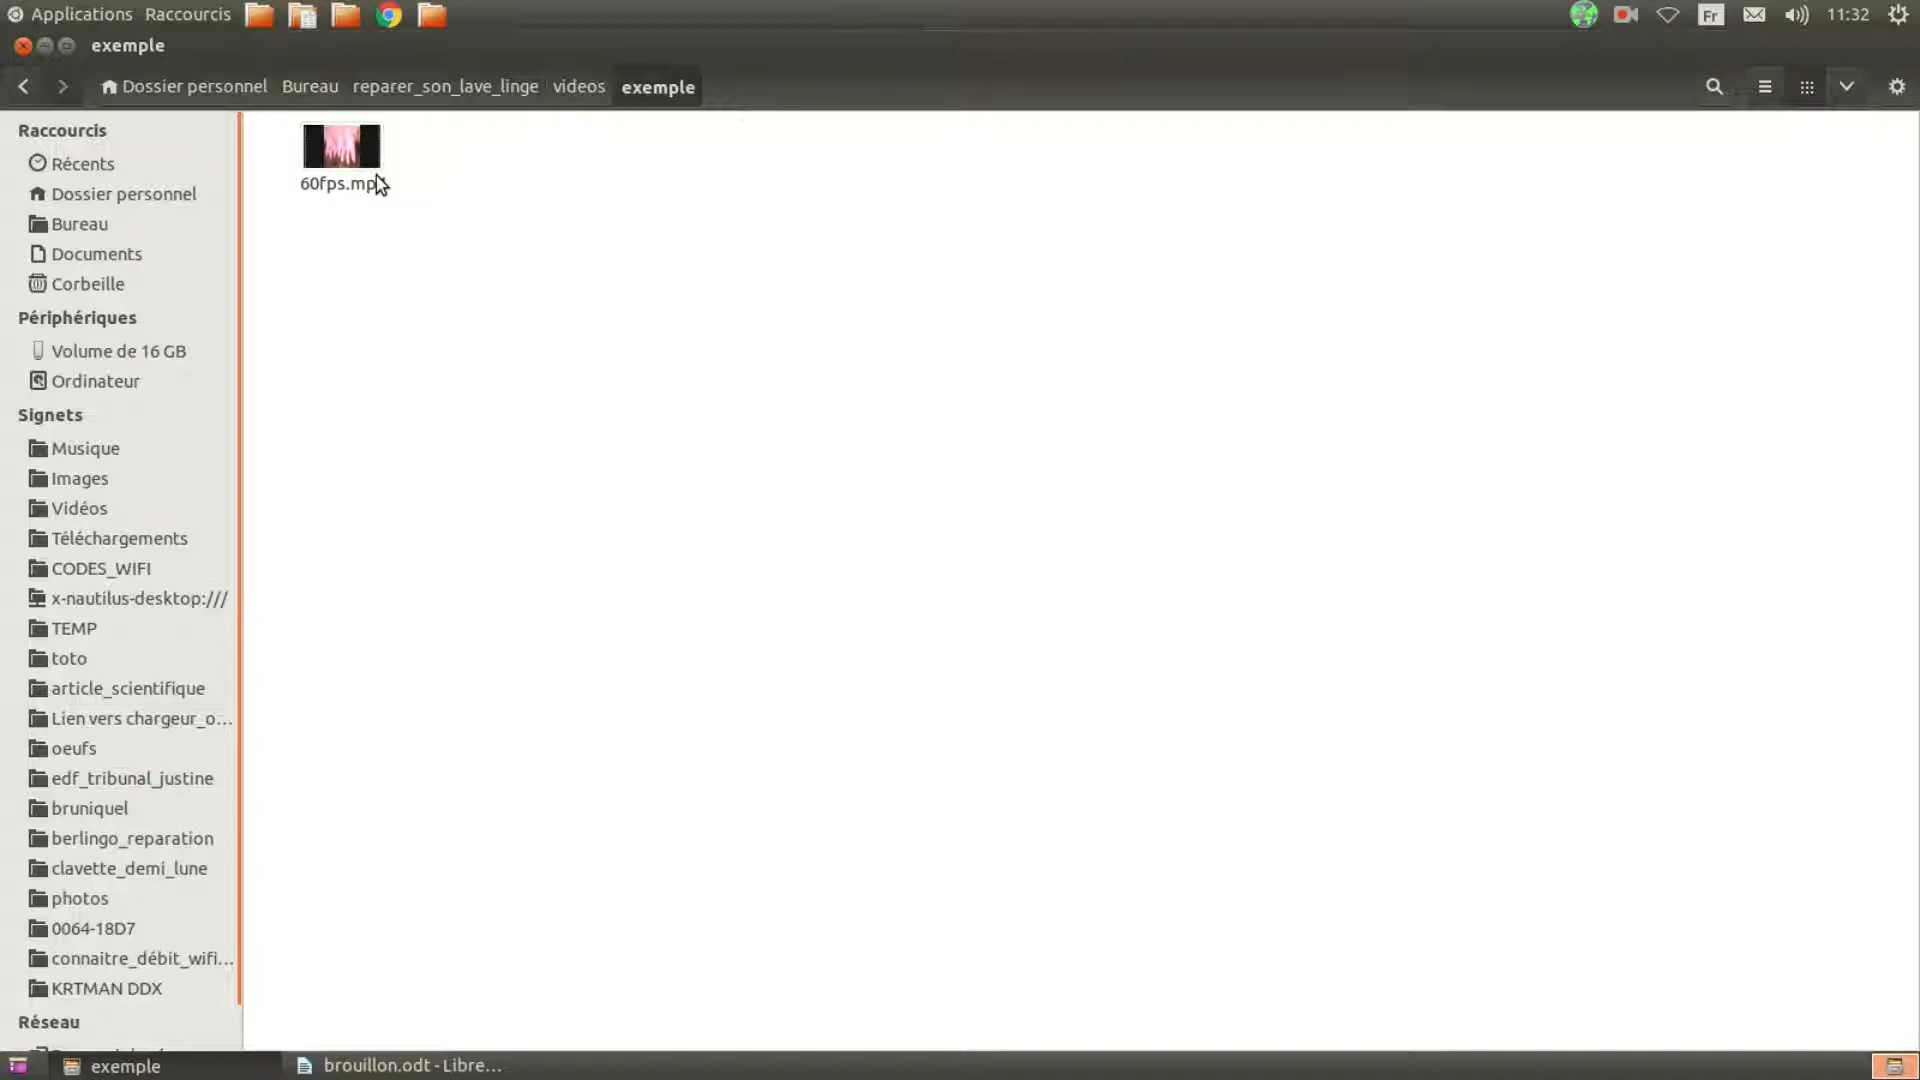 Applications Raccourcis Fr 11:32
exemple
Dossier personnel Bureau reparer_son_lave_linge videos exemple
Raccourcis
Récents
Dossier personnel
Bureau
Documents
Corbeille
Périphériques
Volume de 16 GB
Ordinateur
Signets
Musique
Images
Vidéos
Téléchargements
CODES_WIFI
x-nautilus-desktop:///
TEMP
toto
article_scientifique
Lien vers chargeur_o...
oeufs
edf_tribunal_justine
bruniquel
berlingo_reparation
clavette_demi_lune
photos
0064-18D7
connaitre_débit_wifi...
KRTMAN DDX
Réseau
60fps.mp
exemple brouillon.odt - Libre...